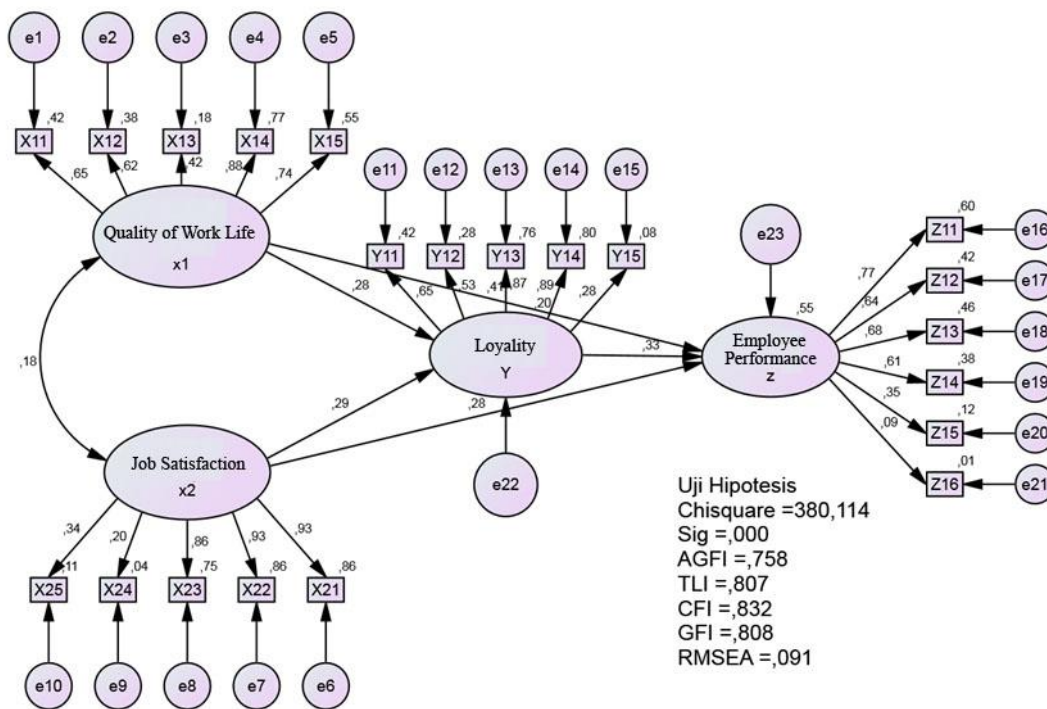 e1
e2
e3
e4
e5
,42
,38
,18
,77
,55
X11
X12
X13
X14
X15
,65
,62
,42
,88
,74
Quality of Work Life
x1
e11
e12
e13
e14
e15
,42
,28
,76
,80
,08
Y11
Y12
Y13
Y14
Y15
,65
,53
,41
,87
,89
,20
,28
,28
Loyality
Y
,33
e22
e23
,55
Employee
Performance
z
,60
Z11
e16
,77
,42
Z12
e17
,64
,46
Z13
e18
,68
,38
Z14
e19
,61
,12
Z15
e20
,35
,01
Z16
e21
,09
,18
,29
,28
Job Satisfaction
x2
,34
,20
,86
,93
,93
,11
,04
,75
,86
,86
X25
X24
X23
X22
X21
e10
e9
e8
e7
e6
Uji Hipotesis
Chisquare =380,114
Sig =,000
AGFI =,758
TLI =,807
CFI =,832
GFI =,808
RMSEA =,091